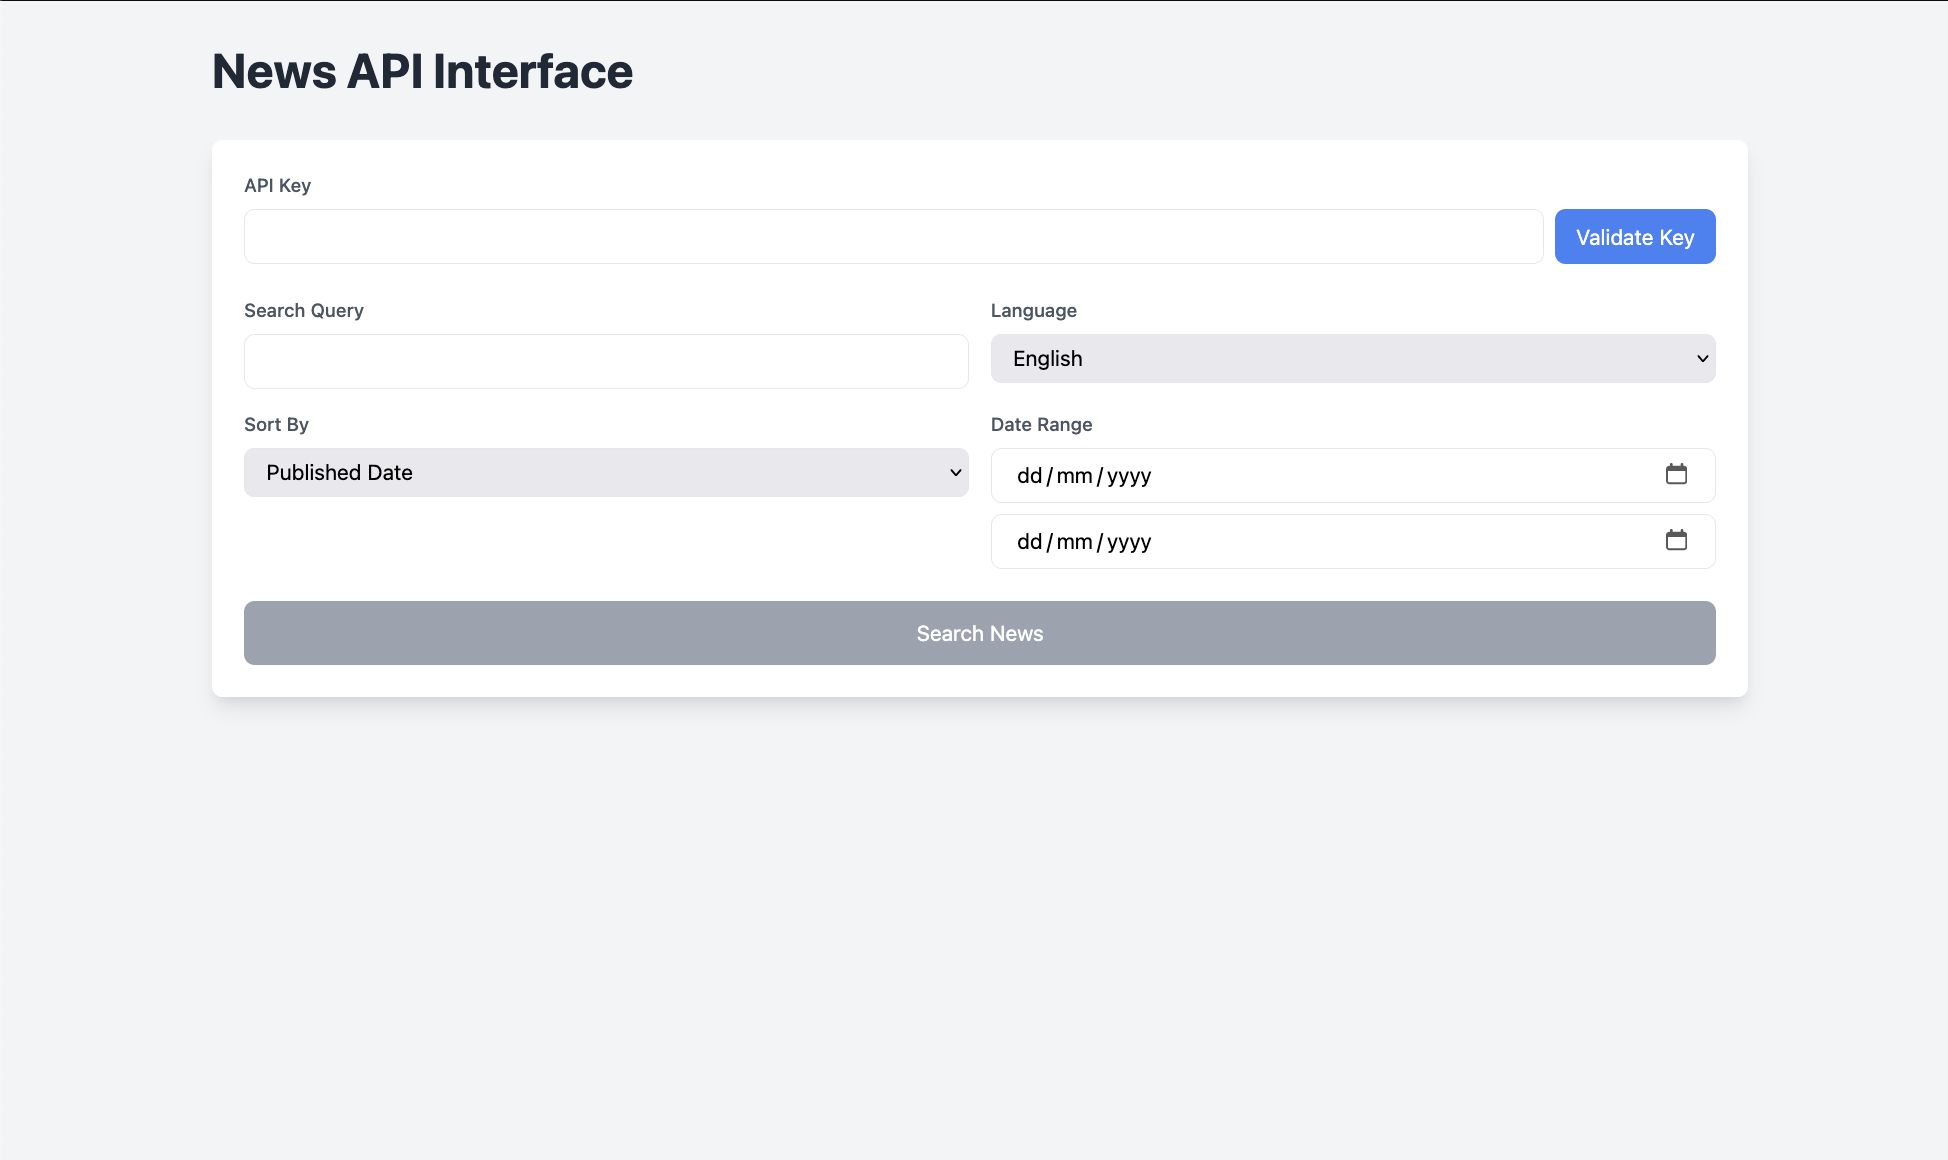 News API Interface
API Key
Validate Key
Search Query
Language
English
Sort By
Date Range
Published Date
dd/mm/yyyy
dd/mm/yyyy
Search News